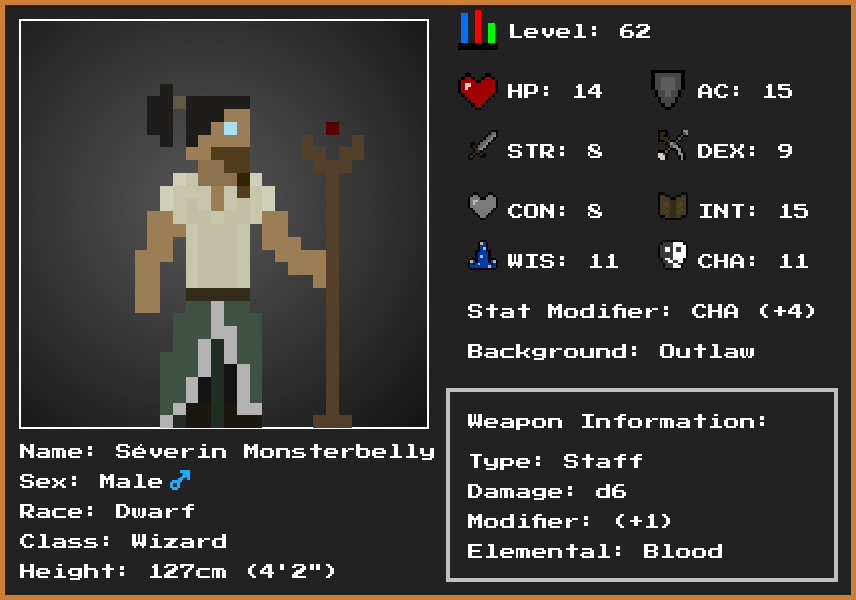 Level: 62
HP: 14
AC: 15
STR: 8
DEX: 9
CON: 8
INT: 15
WIS: 11
CHA: 11
Stat Modifier: CHA (+4)
Background: Outlaw
Weapon Information:
Type: Staff
Damage: d6
Modifier: (+1)
Elemental: Blood
Name: Séverin Monsterbelly
Sex: Male♂
Race: Dwarf
Class: Wizard
Height: 127cm (4'2")